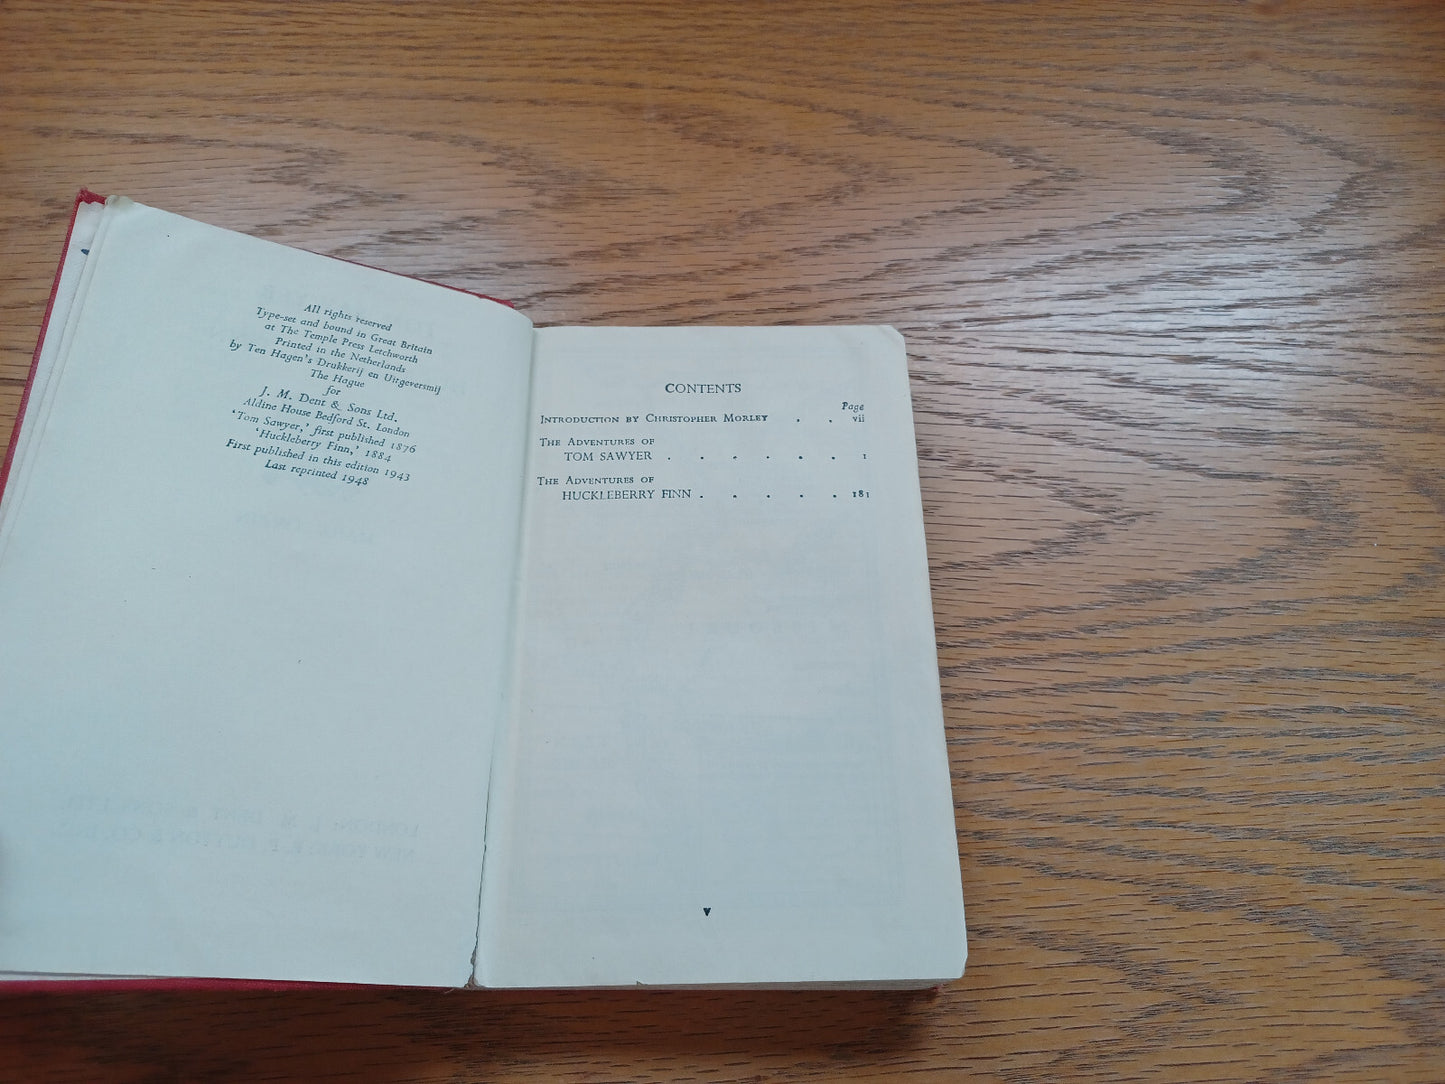 All rights reserved
Type-set and bound in Great Britain
at The Temple Press Letchworth
Printed in the Netherlands
by Ten Hagen's Drukkerij en Uitgeversmij
The Hague
for
J. M. Dent & Sons Ltd.
Aldine House Bedford St. London
'Tom Sawyer,' first published 1876
'Huckleberry Finn,' 1884
First published in this edition 1943
Last reprinted 1948
CONTENTS
Page
INTRODUCTION BY CHRISTOPHER MORLEY . . vii
THE ADVENTURES OF
TOM SAWYER . . . . . . . 1
THE ADVENTURES OF
HUCKLEBERRY FINN . . . . . . 181
v